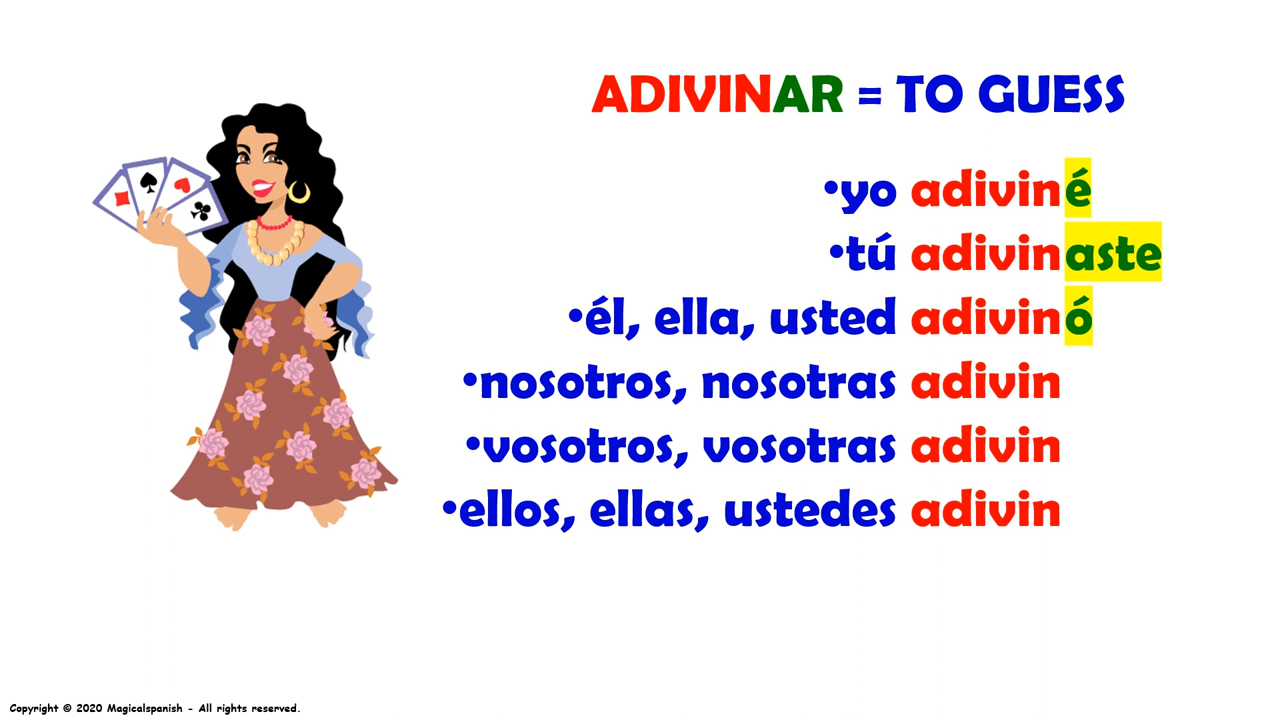 ADIVINAR = TO GUESS
•yo adiviné
•tú adivinaste
•él, ella, usted adivinó
•nosotros, nosotras adivin
•vosotros, vosotras adivin
•ellos, ellas, ustedes adivin
Copyright © 2020 Magicalspanish - All rights reserved.